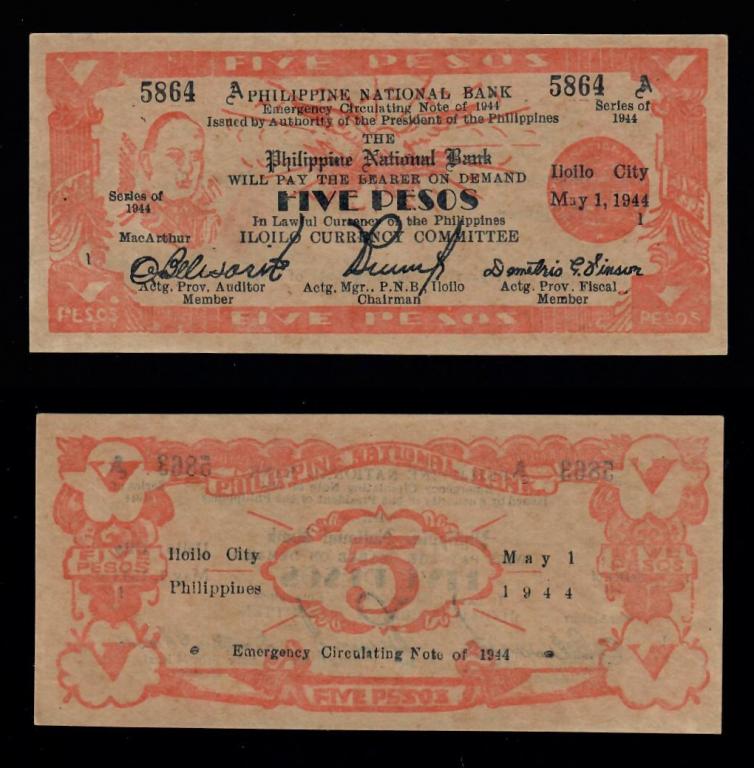 FIVE PESOS
5864 A PHILIPPINE NATIONAL BANK 5864 A
Emergency Circulating Note of 1944
Series of 1944
Issued by Authority of the President of the Philippines
THE
Philippine National Bank
WILL PAY THE BEARER ON DEMAND
FIVE PESOS
Iloilo City
May 1, 1944
1
Series of
1944
In Lawful Currency of the Philippines
MacArthur
ILOILO CURRENCY COMMITTEE
1
Actg. Prov. Auditor
Member
Actg. Mgr., P.N.B, Iloilo
Chairman
Actg. Prov. Fiscal
Member
PESOS
FIVE PESOS
PESOS
PHILIPPINE NATIONAL BANK
FIVE
PESOS
Iloilo City
Philippines
5
May 1
1944
FIVE
PESOS
Emergency Circulating Note of 1944
FIVE PESOS